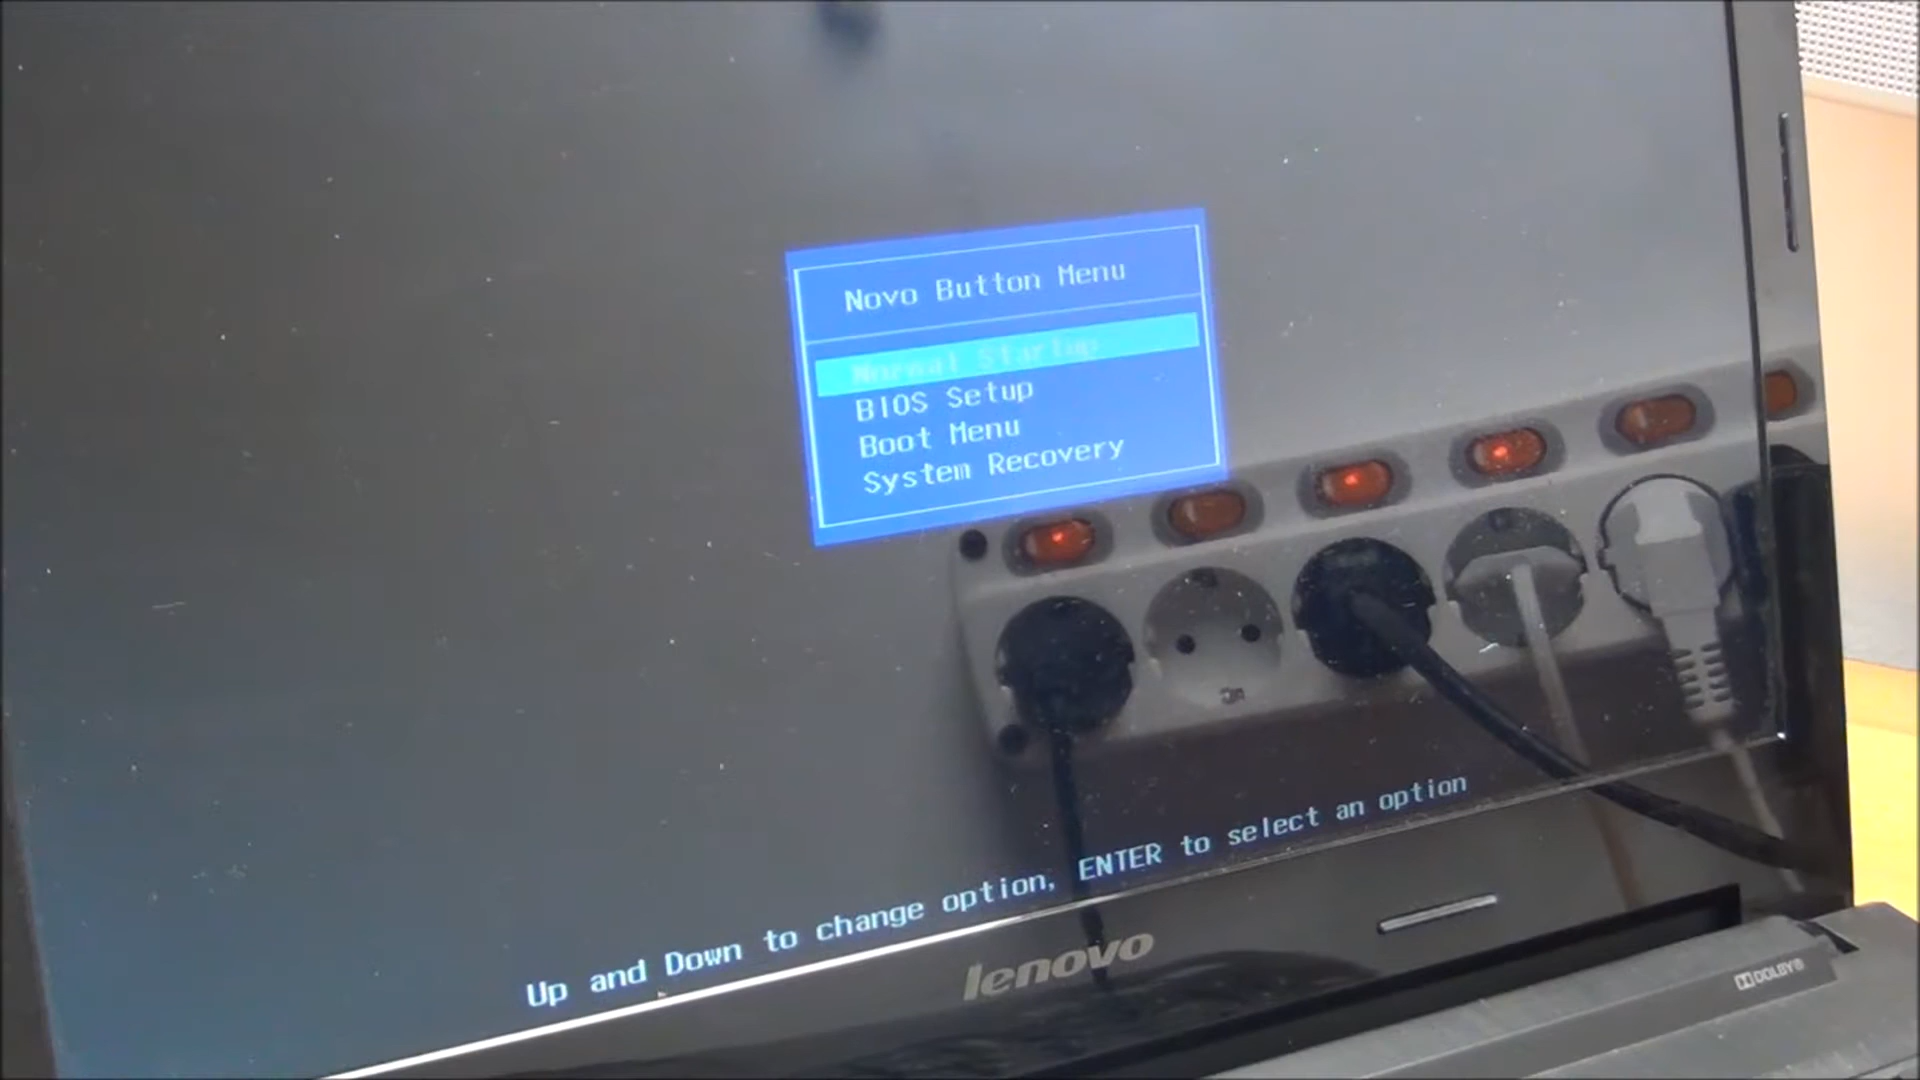 Novo Button Menu
Normal Startup
BIOS Setup
Boot Menu
System Recovery
Up and Down to change option, ENTER to select an option
lenovo
DOLBY®